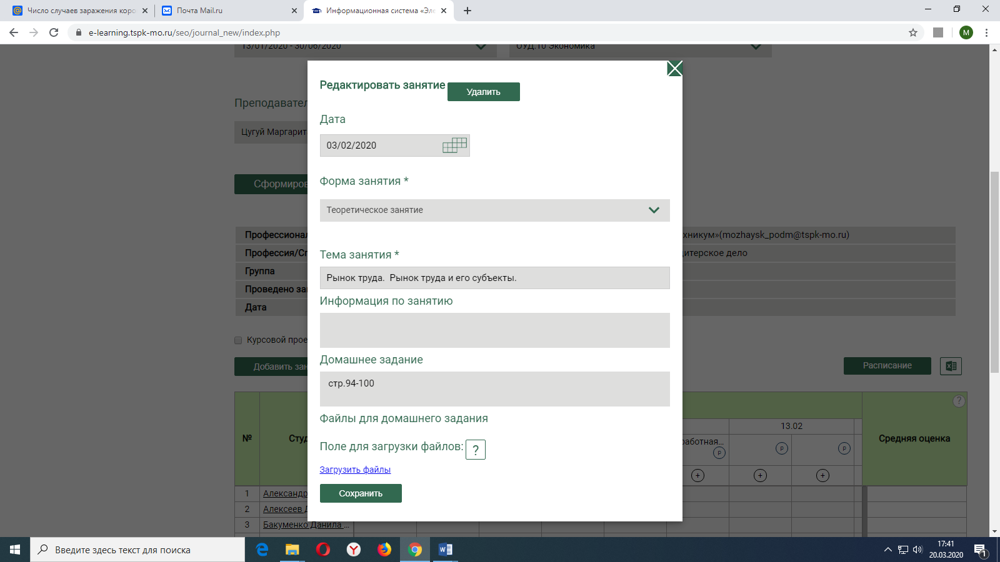 Число случаев заражения коро
Почта Mail.ru
Информационная система «Эле
e-learning.tspk-mo.ru/seo/journal_new/index.php
M
13/01/2020 - 30/06/2020
ОУД.10 Экономика
Редактировать занятие
Удалить
Преподавател
Дата
Цугуй Маргарит
03/02/2020
Форма занятия *
Сформиров
Теоретическое занятие
Профессионал
хникум»(mozhaysk_podm@tspk-mo.ru)
Профессия/Сп
Тема занятия *
дитерское дело
Группа
Рынок труда.  Рынок труда и его субъекты.
Проведено за
Информация по занятию
Дата
Курсовой прое
Домашнее задание
Добавить зан
Расписание
стр.94-100
Файлы для домашнего задания
?
13.02
№
Студ
работная...
Средняя оценка
Поле для загрузки файлов: ?
р
р
р
Загрузить файлы
+
+
+
Сохранить
1 Александр
2 Алексеев Д
3 Бакуменко Данила ...
Введите здесь текст для поиска
17:41
20.03.2020
1